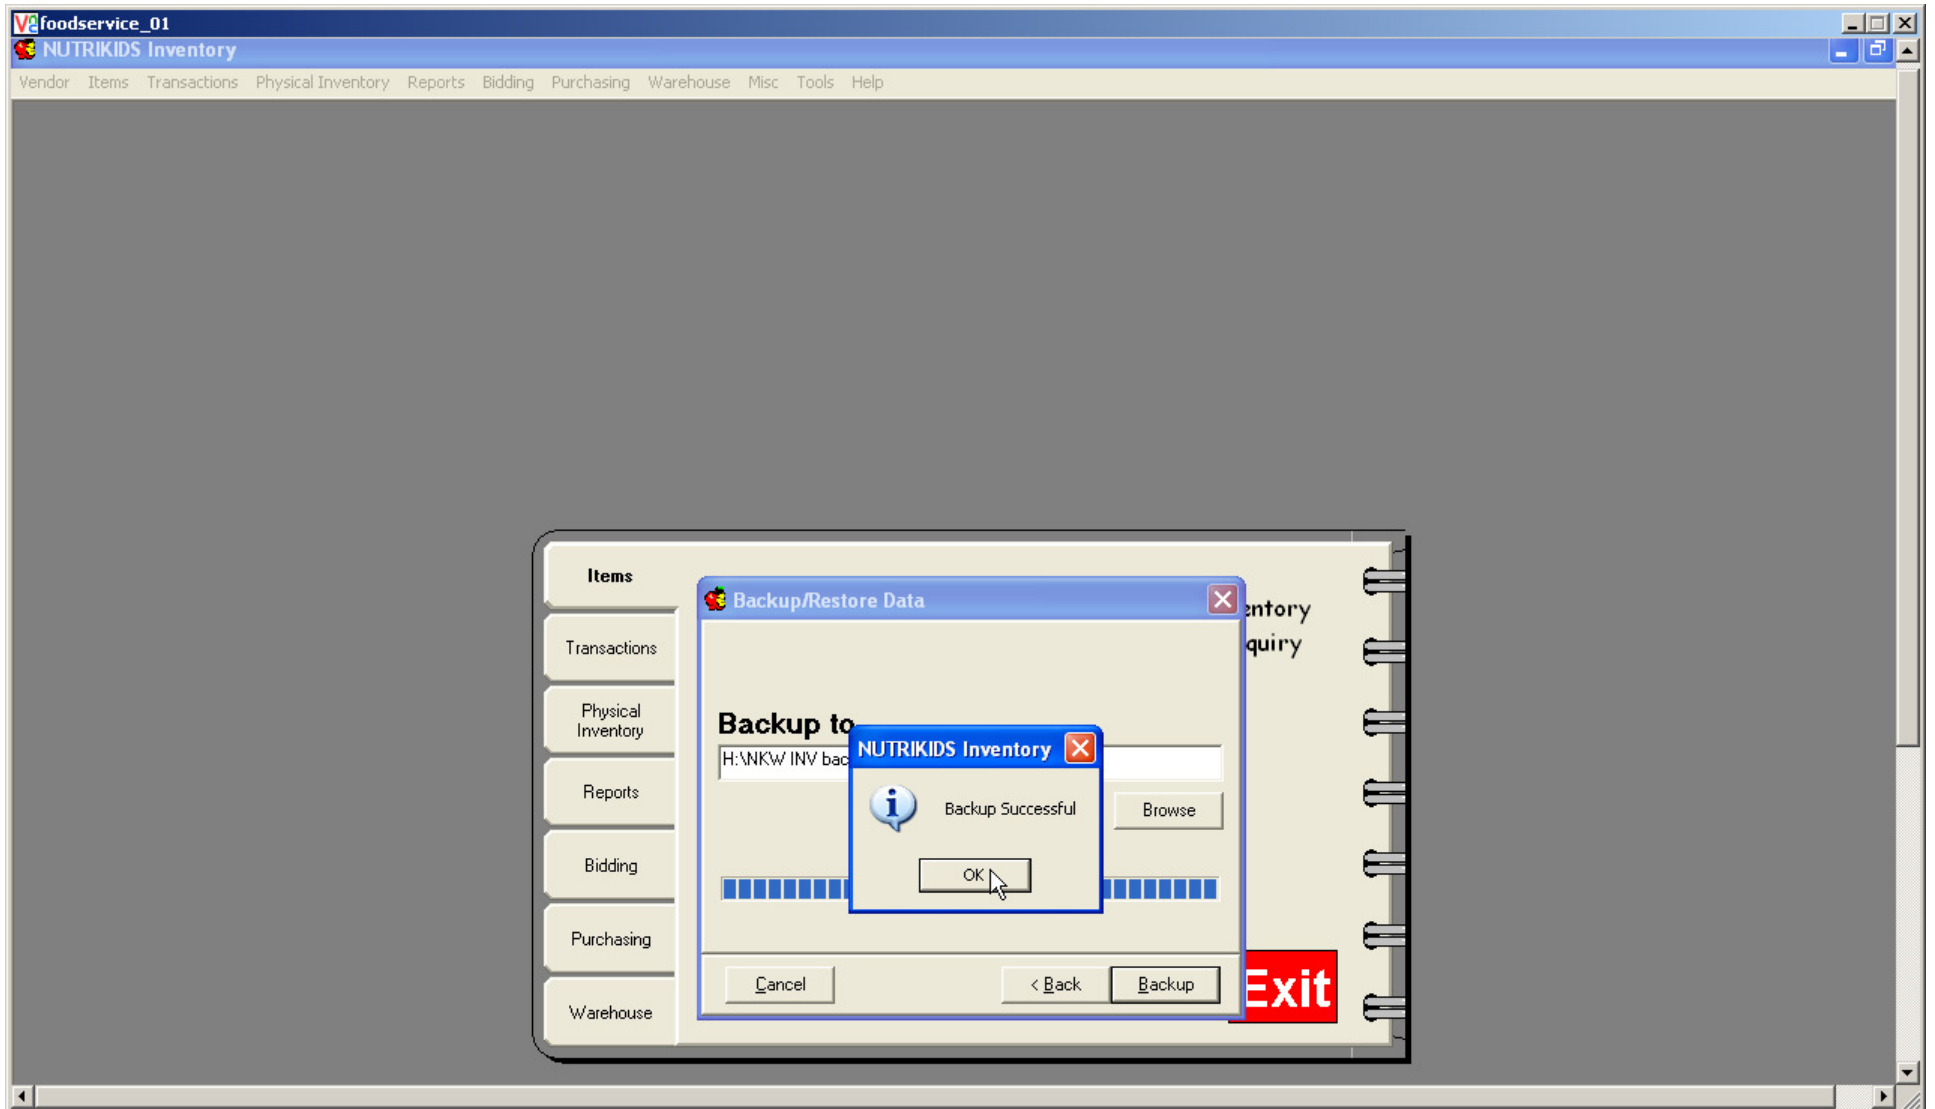 foodservice_01
NUTRIKIDS Inventory
Vendor Items Transactions Physical Inventory Reports Bidding Purchasing Warehouse Misc Tools Help
Items
Backup/Restore Data
entory
Transactions
quiry
Physical
Inventory
Backup to
NUTRIKIDS Inventory
H:\NKW INV bac
Reports
Backup Successful
Browse
Bidding
OK
Purchasing
Cancel
< Back
Backup
Exit
Warehouse